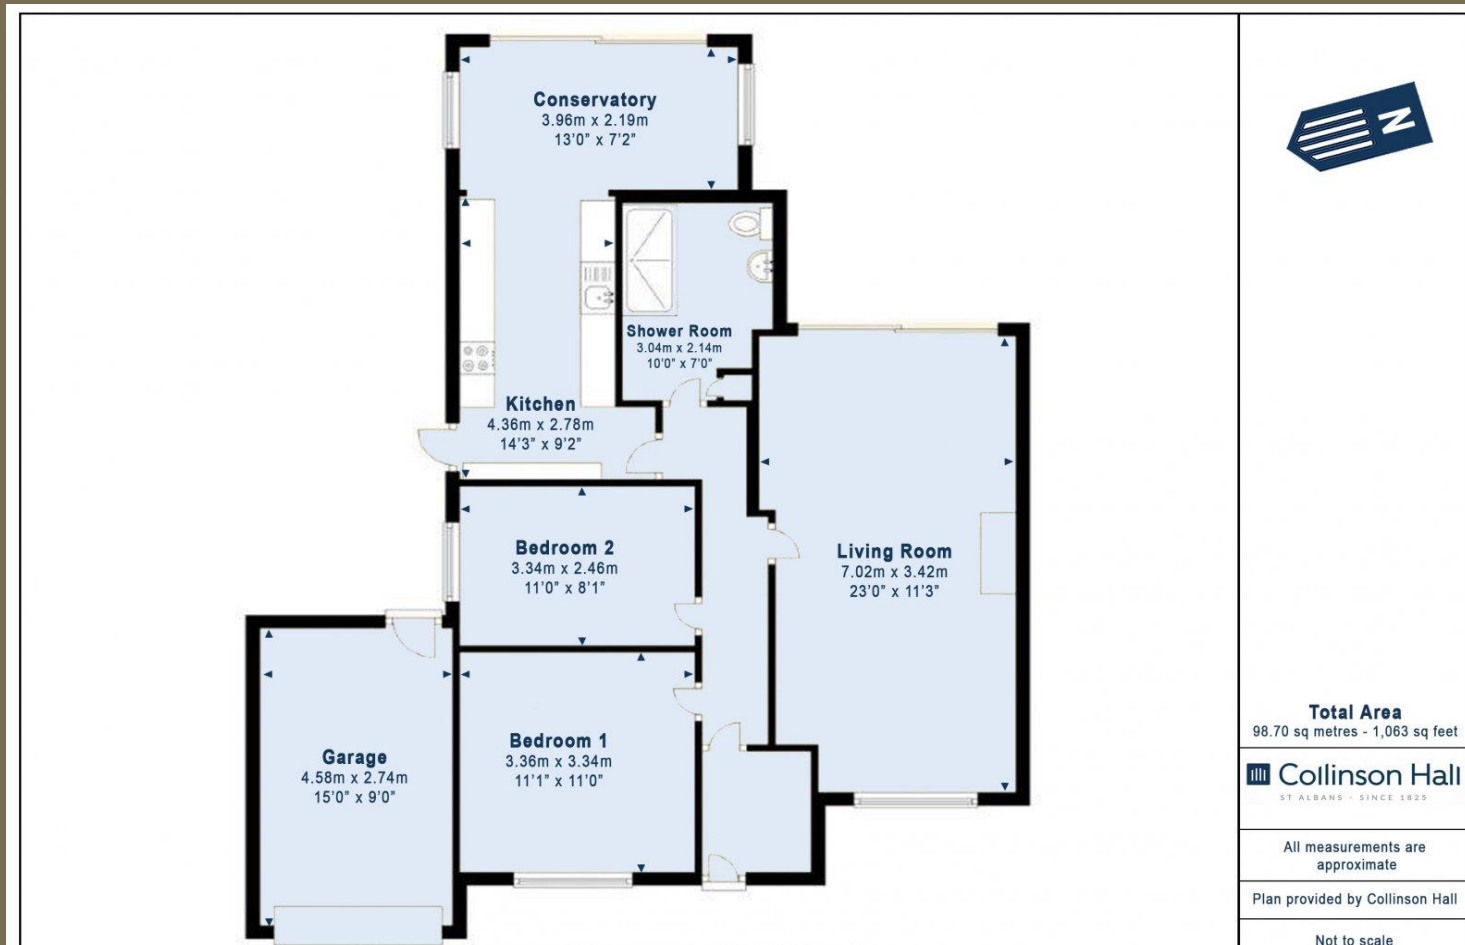 Conservatory
3.96m x 2.19m
13'0" x 7'2"
N
Shower Room
3.04m x 2.14m
10'0" x 7'0"
Kitchen
4.36m x 2.78m
14'3" x 9'2"
Bedroom 2
3.34m x 2.46m
11'0" x 8'1"
Living Room
7.02m x 3.42m
23'0" x 11'3"
Garage
4.58m x 2.74m
15'0" x 9'0"
Bedroom 1
3.36m x 3.34m
11'1" x 11'0"
Total Area
98.70 sq metres - 1,063 sq feet
Collinson Hall
ST ALBANS - SINCE 1825
All measurements are
approximate
Plan provided by Collinson Hall
Not to scale